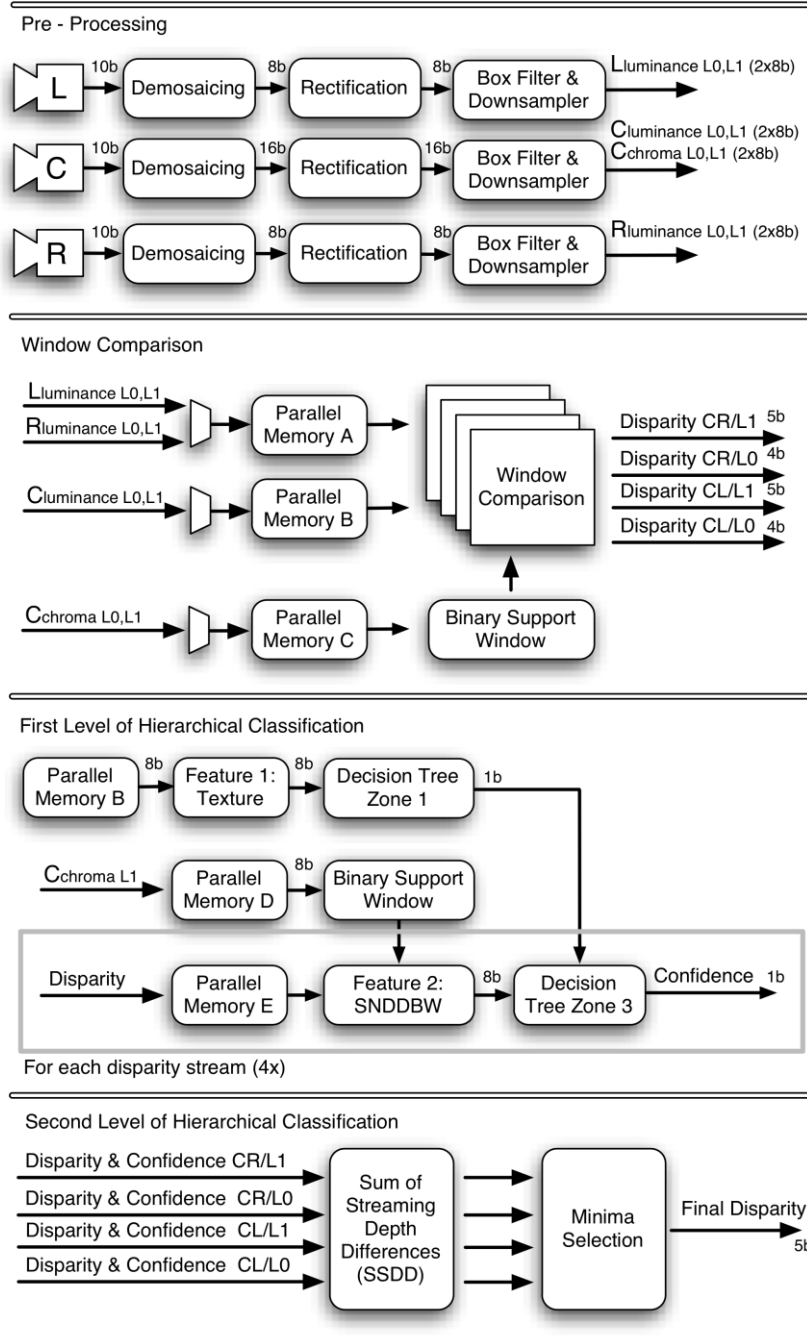 Pre - Processing
L 10b Demosaicing 8b Rectification 8b Box Filter & Downsampler Lluminance L0,L1 (2x8b)
C 10b Demosaicing 16b Rectification 16b Box Filter & Downsampler Cluminance L0,L1 (2x8b)
Cchroma L0,L1 (2x8b)
R 10b Demosaicing 8b Rectification 8b Box Filter & Downsampler Rluminance L0,L1 (2x8b)
Window Comparison
Lluminance L0,L1
Rluminance L0,L1
Parallel
Memory A
Cluminance L0,L1
Parallel
Memory B
Cchroma L0,L1
Parallel
Memory C
Window
Comparison
Binary Support
Window
Disparity CR/L1 5b
Disparity CR/L0 4b
Disparity CL/L1 5b
Disparity CL/L0 4b
First Level of Hierarchical Classification
Parallel
Memory B
8b
Feature 1:
Texture
8b
Decision Tree
Zone 1
1b
Cchroma L1
Parallel
Memory D
8b
Binary Support
Window
Disparity
Parallel
Memory E
Feature 2:
SNDDBW
8b
Decision
Tree Zone 3
Confidence 1b
For each disparity stream (4x)
Second Level of Hierarchical Classification
Disparity & Confidence CR/L1
Disparity & Confidence CR/L0
Disparity & Confidence CL/L1
Disparity & Confidence CL/L0
Sum of
Streaming
Depth
Differences
(SSDD)
Minima
Selection
Final Disparity
5b